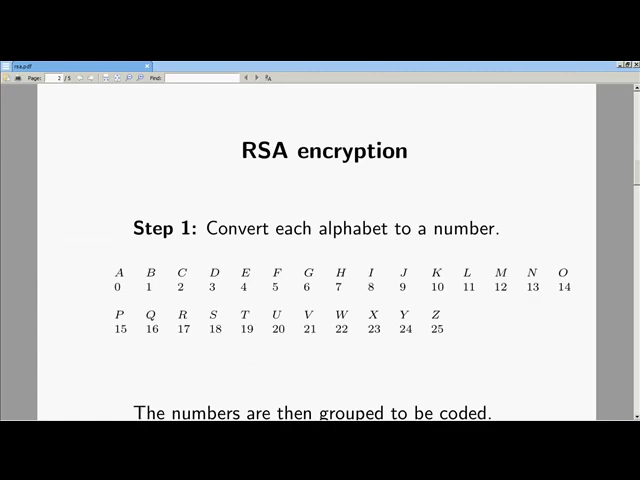 rsa.pdf
Page: 2 / 5 Find:
RSA encryption
Step 1: Convert each alphabet to a number.
A B C D E F G H I J K L M N O
0 1 2 3 4 5 6 7 8 9 10 11 12 13 14
P Q R S T U V W X Y Z
15 16 17 18 19 20 21 22 23 24 25
The numbers are then grouped to be coded.